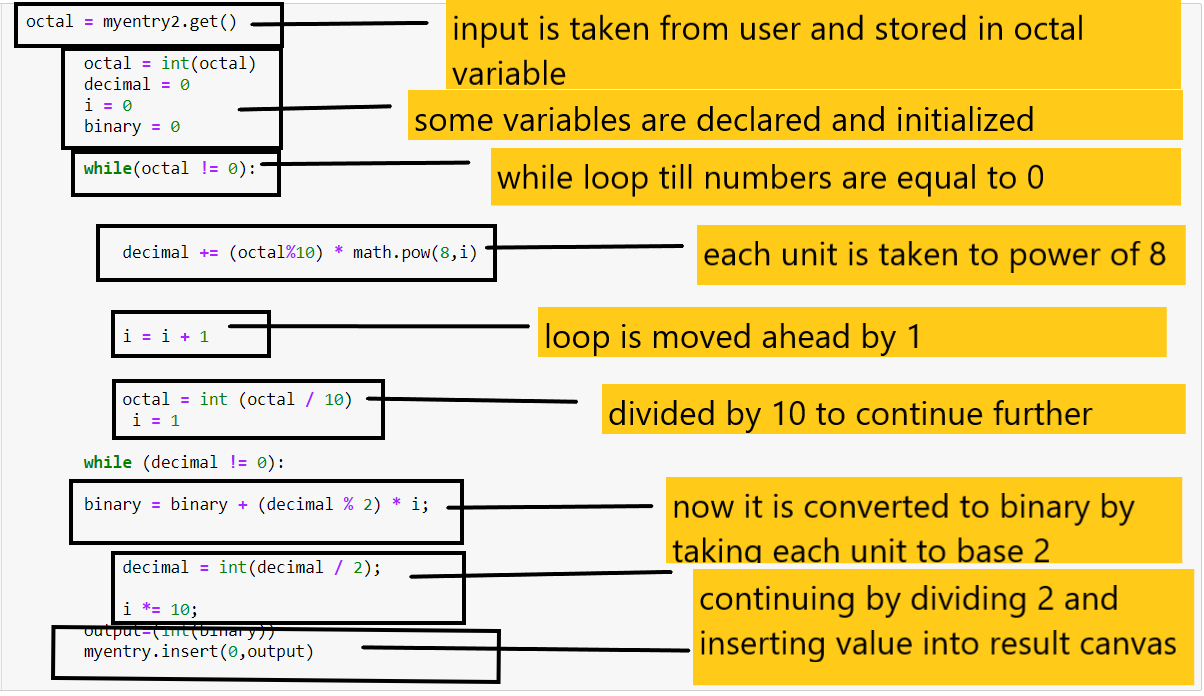 octal = myentry2.get()
input is taken from user and stored in octal
variable
octal = int(octal)
decimal = 0
i = 0
binary = 0
some variables are declared and initialized
while(octal != 0):
while loop till numbers are equal to 0
decimal += (octal%10) * math.pow(8,i)
each unit is taken to power of 8
i = i + 1
loop is moved ahead by 1
octal = int (octal / 10)
i = 1
divided by 10 to continue further
while (decimal != 0):
binary = binary + (decimal % 2) * i;
now it is converted to binary by
taking each unit to base 2
decimal = int(decimal / 2);
i *= 10;
continuing by dividing 2 and
inserting value into result canvas
output=(int(binary))
myentry.insert(0,output)